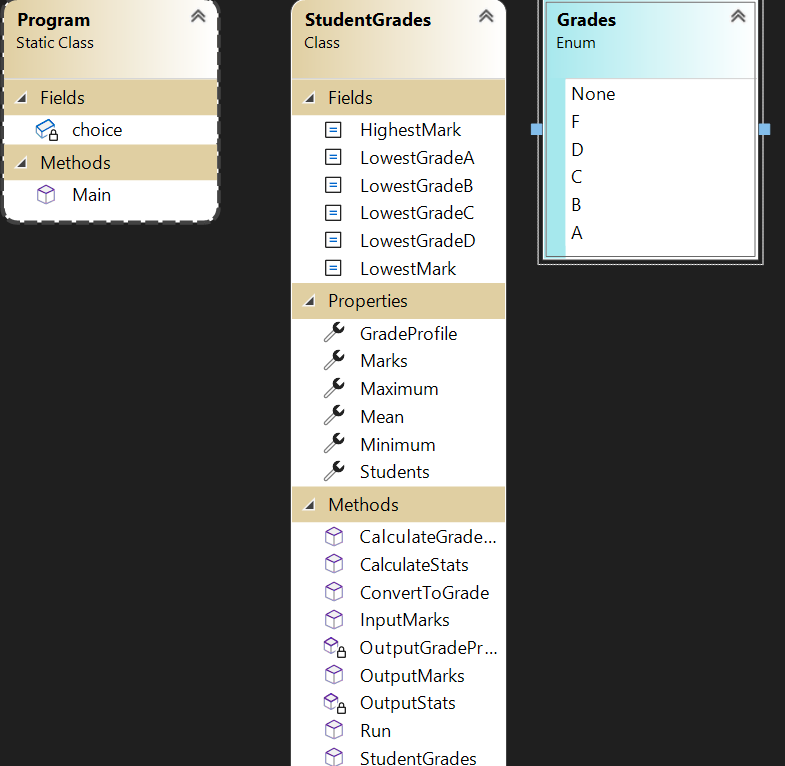 Program
Static Class
Fields
choice
Methods
Main
StudentGrades
Class
Fields
HighestMark
LowestGradeA
LowestGradeB
LowestGradeC
LowestGradeD
LowestMark
Properties
GradeProfile
Marks
Maximum
Mean
Minimum
Students
Methods
CalculateGrade...
CalculateStats
ConvertToGrade
InputMarks
OutputGradePr...
OutputMarks
OutputStats
Run
StudentGrades
Grades
Enum
None
F
D
C
B
A